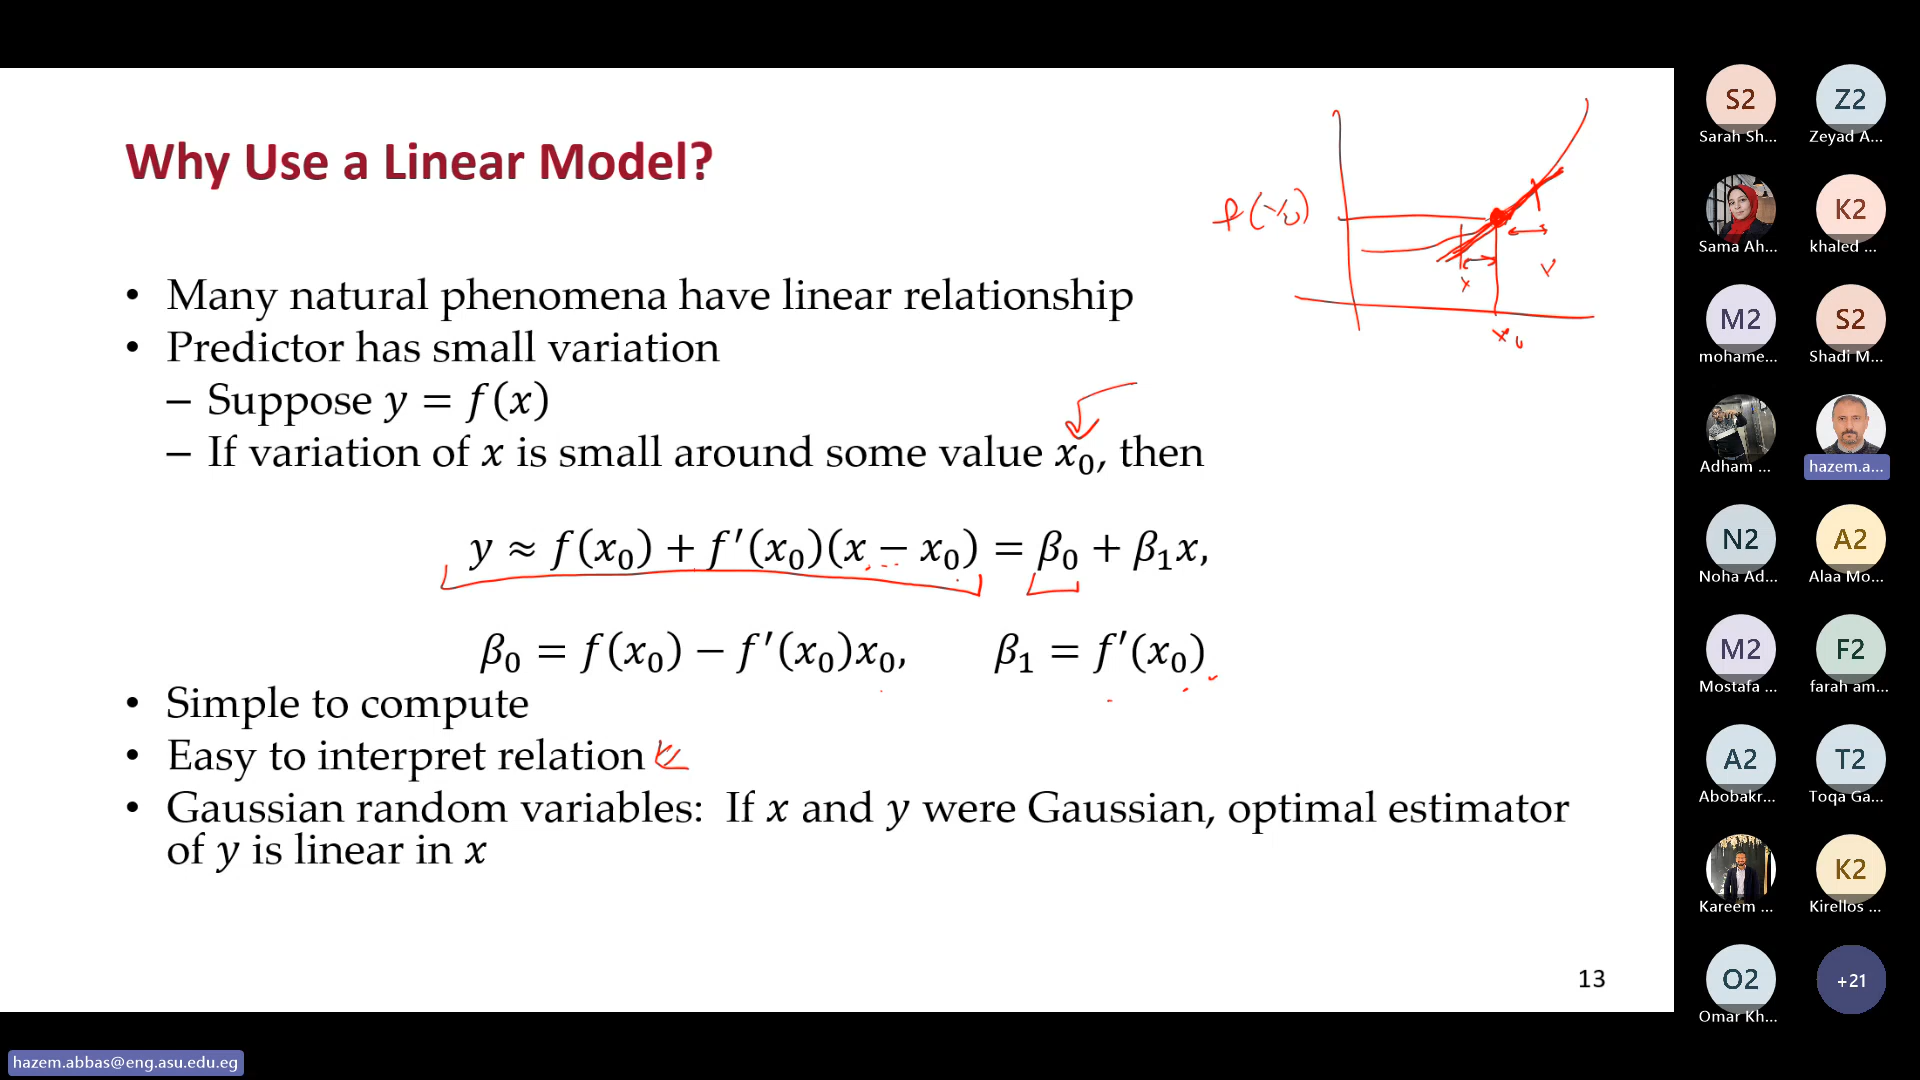 Why Use a Linear Model?
• Many natural phenomena have linear relationship
• Predictor has small variation
– Suppose y = f(x)
– If variation of x is small around some value x₀, then
y ≈ f(x₀) + f′(x₀)(x − x₀) = β₀ + β₁x,
β₀ = f(x₀) − f′(x₀)x₀, β₁ = f′(x₀)
• Simple to compute
• Easy to interpret relation
• Gaussian random variables: If x and y were Gaussian, optimal estimator
of y is linear in x
13
f(x₀)
x
x₀
S2
Sarah Sh...
Z2
Zeyad A...
Sama Ah...
K2
khaled ...
M2
mohame...
S2
Shadi M...
Adham ...
hazem.a...
N2
Noha Ad...
A2
Alaa Mo...
M2
Mostafa ...
F2
farah am...
A2
Abobakr...
T2
Toqa Ga...
Kareem ...
K2
Kirellos ...
O2
Omar Kh...
+21
hazem.abbas@eng.asu.edu.eg